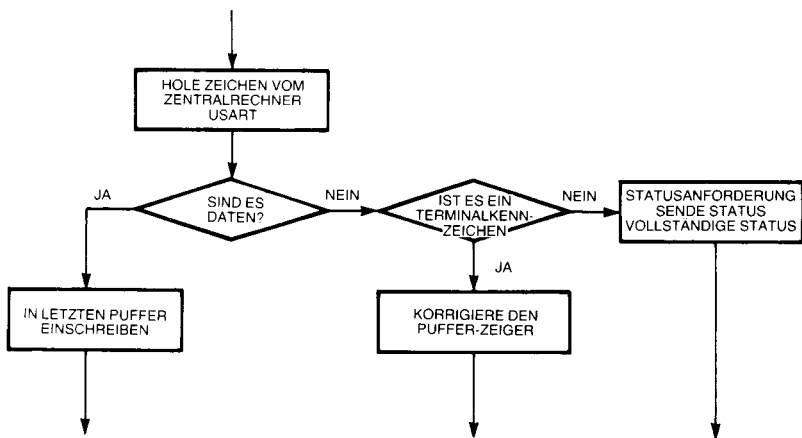 HOLE ZEICHEN VOM
ZENTRALRECHNER
USART
JA
SIND ES
DATEN?
NEIN
IST ES EIN
TERMINALKENN-
ZEICHEN
NEIN
STATUSANFORDERUNG
SENDE STATUS
VOLLSTÄNDIGE STATUS
JA
IN LETZTEN PUFFER
EINSCHREIBEN
KORRIGIERE DEN
PUFFER-ZEIGER